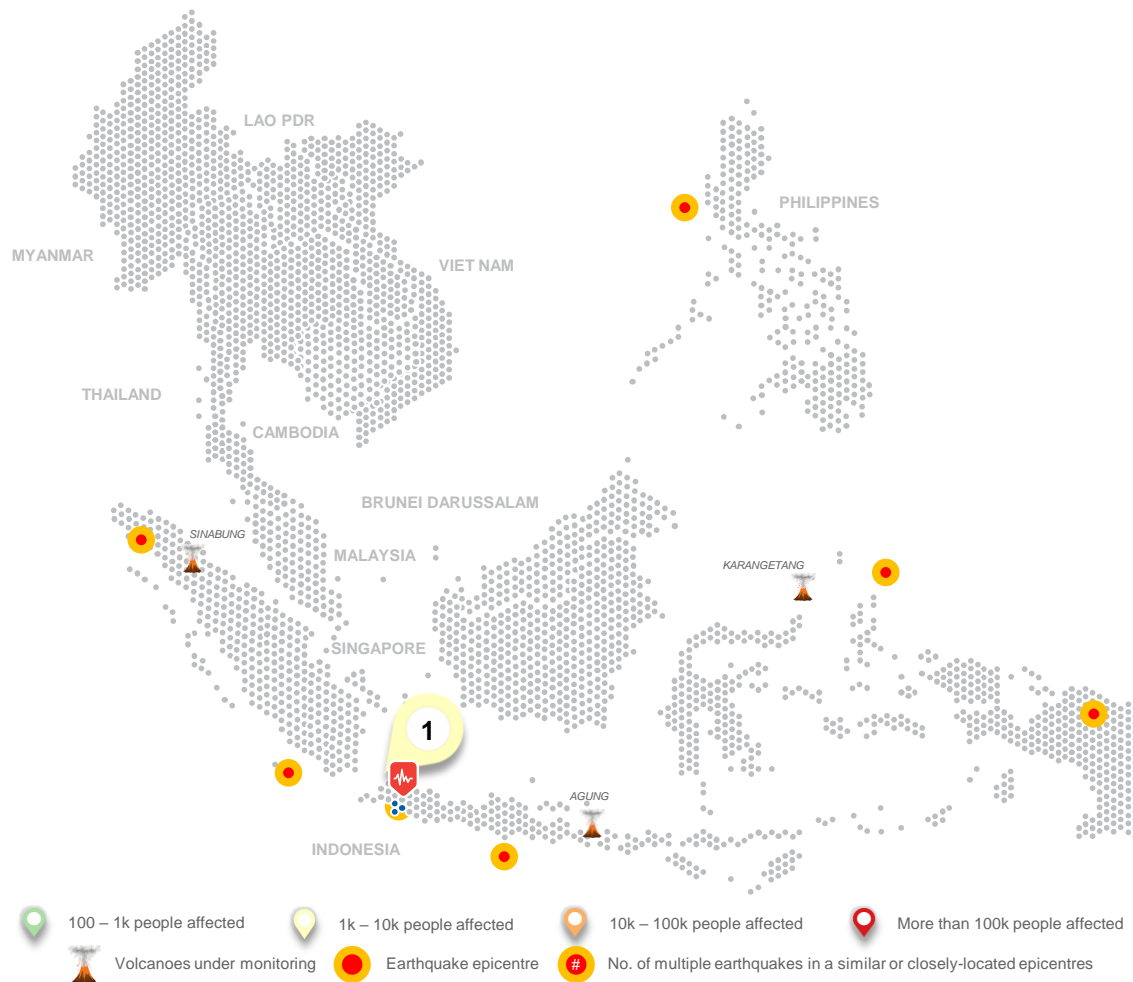 LAO PDR
PHILIPPINES
MYANMAR
VIET NAM
THAILAND
CAMBODIA
BRUNEI DARUSSALAM
SINABUNG
MALAYSIA
KARANGETANG
SINGAPORE
1
AGUNG
INDONESIA
100 – 1k people affected
1k – 10k people affected
10k – 100k people affected
More than 100k people affected
Volcanoes under monitoring
Earthquake epicentre
# No. of multiple earthquakes in a similar or closely-located epicentres